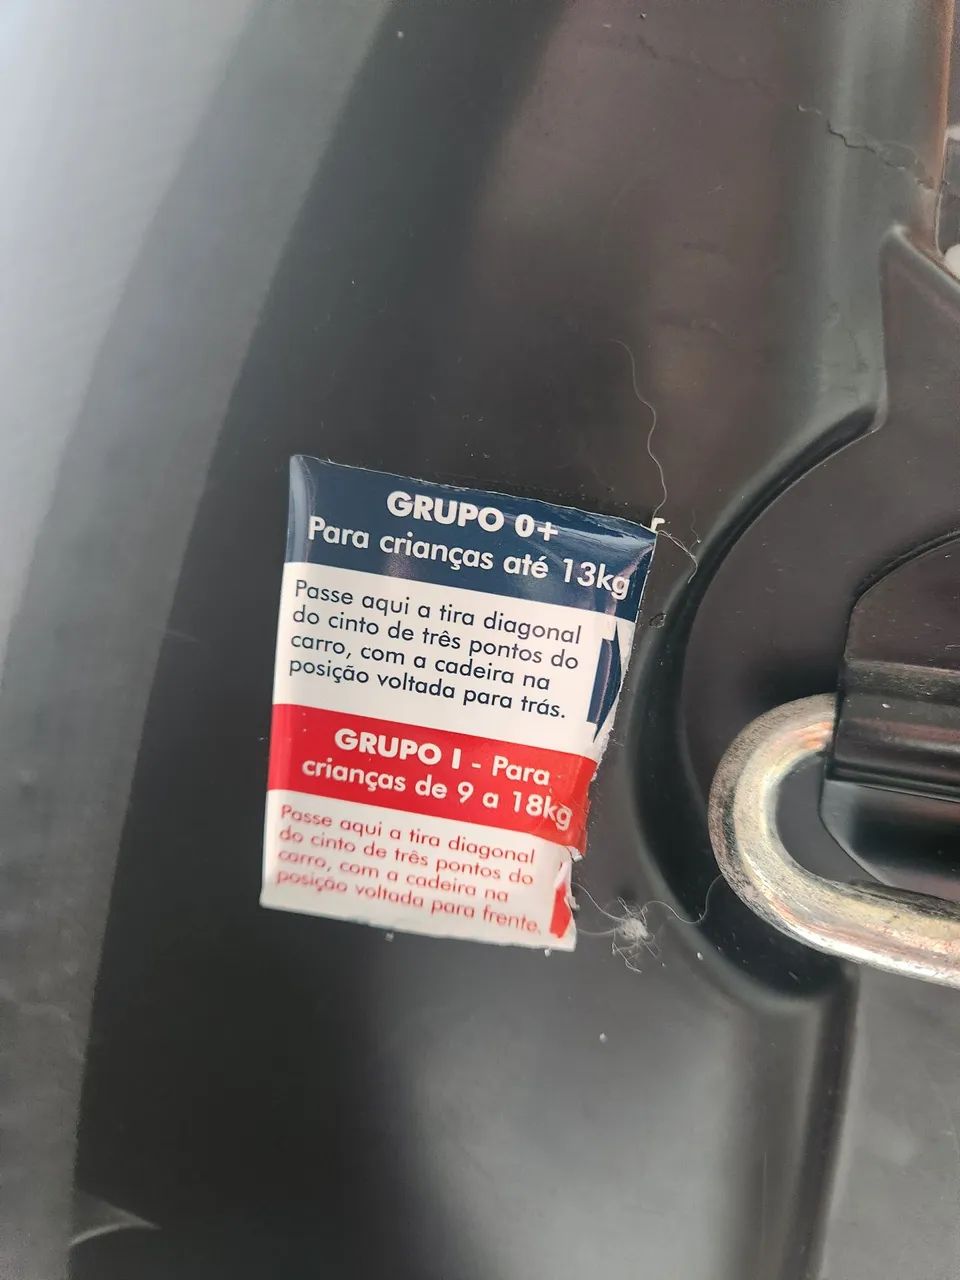 GRUPO 0+
Para crianças até 13kg
Passe aqui a tira diagonal
do cinto de três pontos do
carro, com a cadeira na
posição voltada para trás.
GRUPO I - Para
crianças de 9 a 18kg
Passe aqui a tira diagonal
do cinto de três pontos do
carro, com a cadeira na
posição voltada para frente.